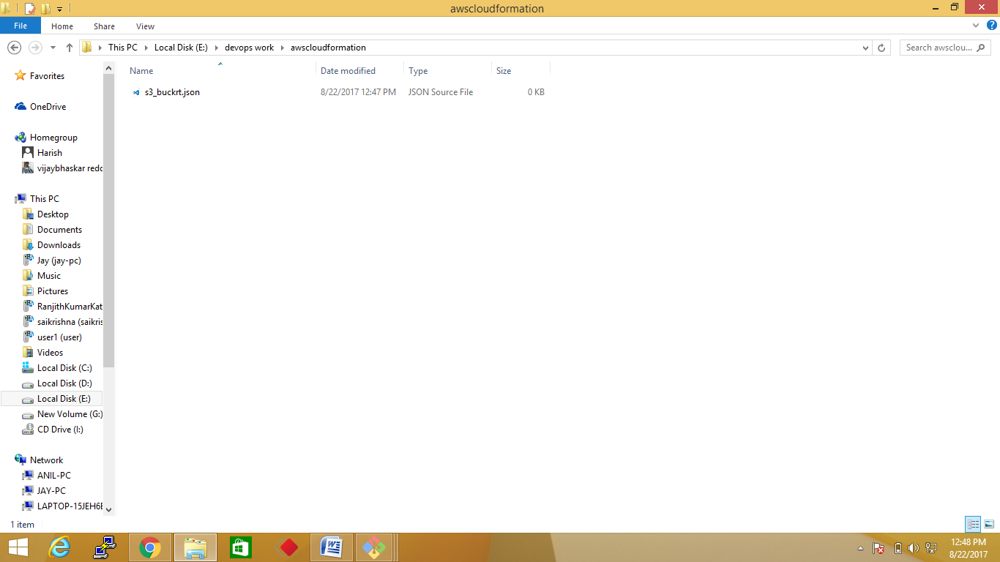 awscloudformation
File Home Share View
This PC Local Disk (E:) devops work awscloudformation
Search awsclou...
Name Date modified Type Size
s3_buckrt.json 8/22/2017 12:47 PM JSON Source File 0 KB
Favorites
OneDrive
Homegroup
Harish
vijaybhaskar redd
This PC
Desktop
Documents
Downloads
Jay (jay-pc)
Music
Pictures
RanjithKumarKat
saikrishna (saikris
user1 (user)
Videos
Local Disk (C:)
Local Disk (D:)
Local Disk (E:)
New Volume (G:)
CD Drive (I:)
Network
ANIL-PC
JAY-PC
LAPTOP-15JEH6E
1 item
12:48 PM
8/22/2017